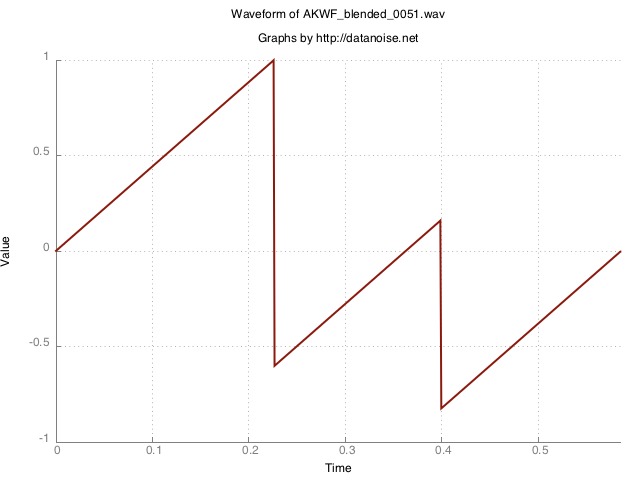 Waveform of AKWF_blended_0051.wav
Graphs by http://datanoise.net
1
0.5
0
-0.5
-1
Value
0 0.1 0.2 0.3 0.4 0.5
Time